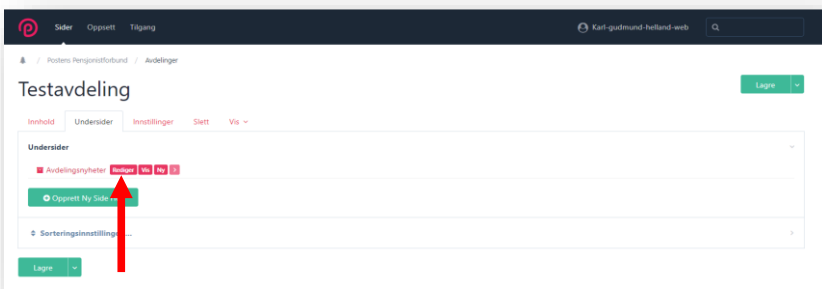 Sider Oppsett Tilgang Karl-gudmund-helland-web
/ Postens Pensjonistforbund / Avdelinger
Testavdeling
Lagre
Innhold Undersider Innstillinger Slett Vis
Undersider
Avdelingsnyheter Rediger Vis Ny
Opprett Ny Side
Sorteringsinnstillinger...
Lagre